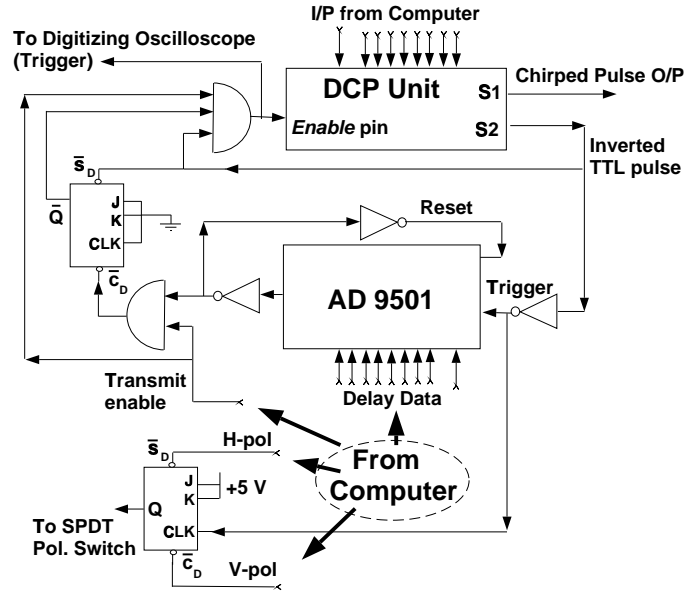 I/P from Computer
To Digitizing Oscilloscope
(Trigger)
DCP Unit
S1
Chirped Pulse O/P
Enable pin
S2
Inverted
TTL pulse
S̅D
Q̅
J
K
CLK
C̅D
Reset
AD 9501
Trigger
Transmit
enable
Delay Data
H-pol
S̅D
From
Computer
J
K
+5 V
Q
CLK
To SPDT
Pol. Switch
C̅D
V-pol